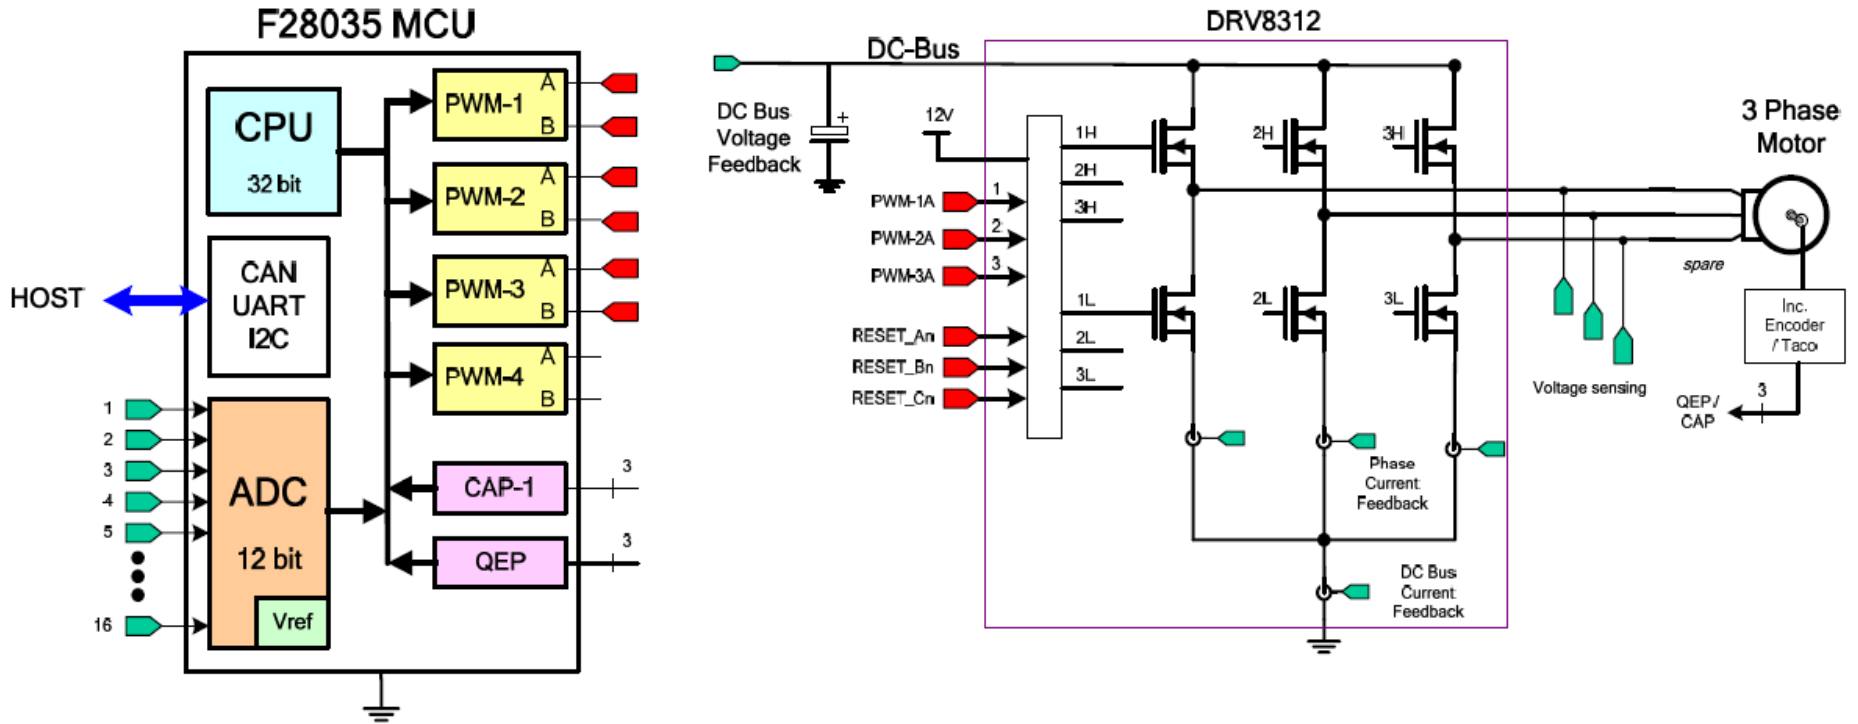 F28035 MCU
CPU
32 bit
CAN
UART
I2C
HOST
ADC
12 bit
Vref
1
2
3
4
5
16
PWM-1
A
B
PWM-2
A
B
PWM-3
A
B
PWM-4
A
B
CAP-1
3
QEP
3
DRV8312
DC-Bus
DC Bus
Voltage
Feedback
+
12V
PWM-1A
1
PWM-2A
2
PWM-3A
3
RESET_An
RESET_Bn
RESET_Cn
1H
2H
3H
1L
2L
3L
2H
3H
2L
3L
Phase
Current
Feedback
DC Bus
Current
Feedback
3 Phase
Motor
spare
Voltage sensing
Inc.
Encoder
/ Taco
QEP /
CAP
3